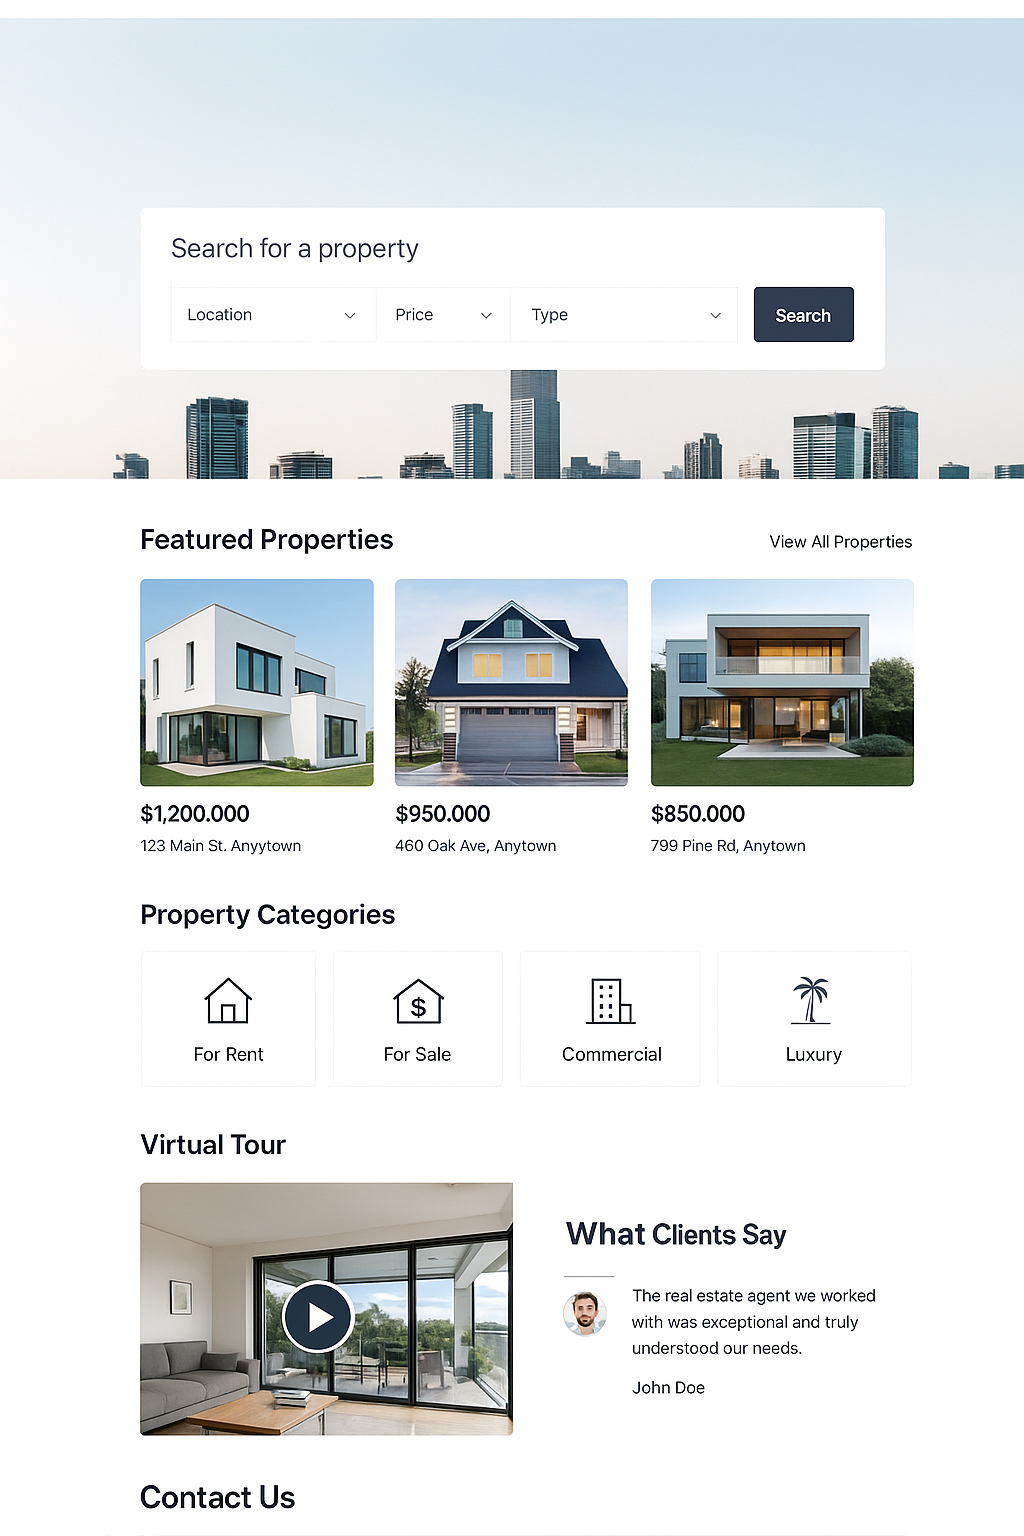 Search for a property
Location
Price
Type
Search
Featured Properties
View All Properties
$1,200.000
123 Main St. Anyytown
$950.000
460 Oak Ave, Anytown
$850.000
799 Pine Rd, Anytown
Property Categories
For Rent
$
For Sale
Commercial
Luxury
Virtual Tour
What Clients Say
The real estate agent we worked
with was exceptional and truly
understood our needs.
John Doe
Contact Us